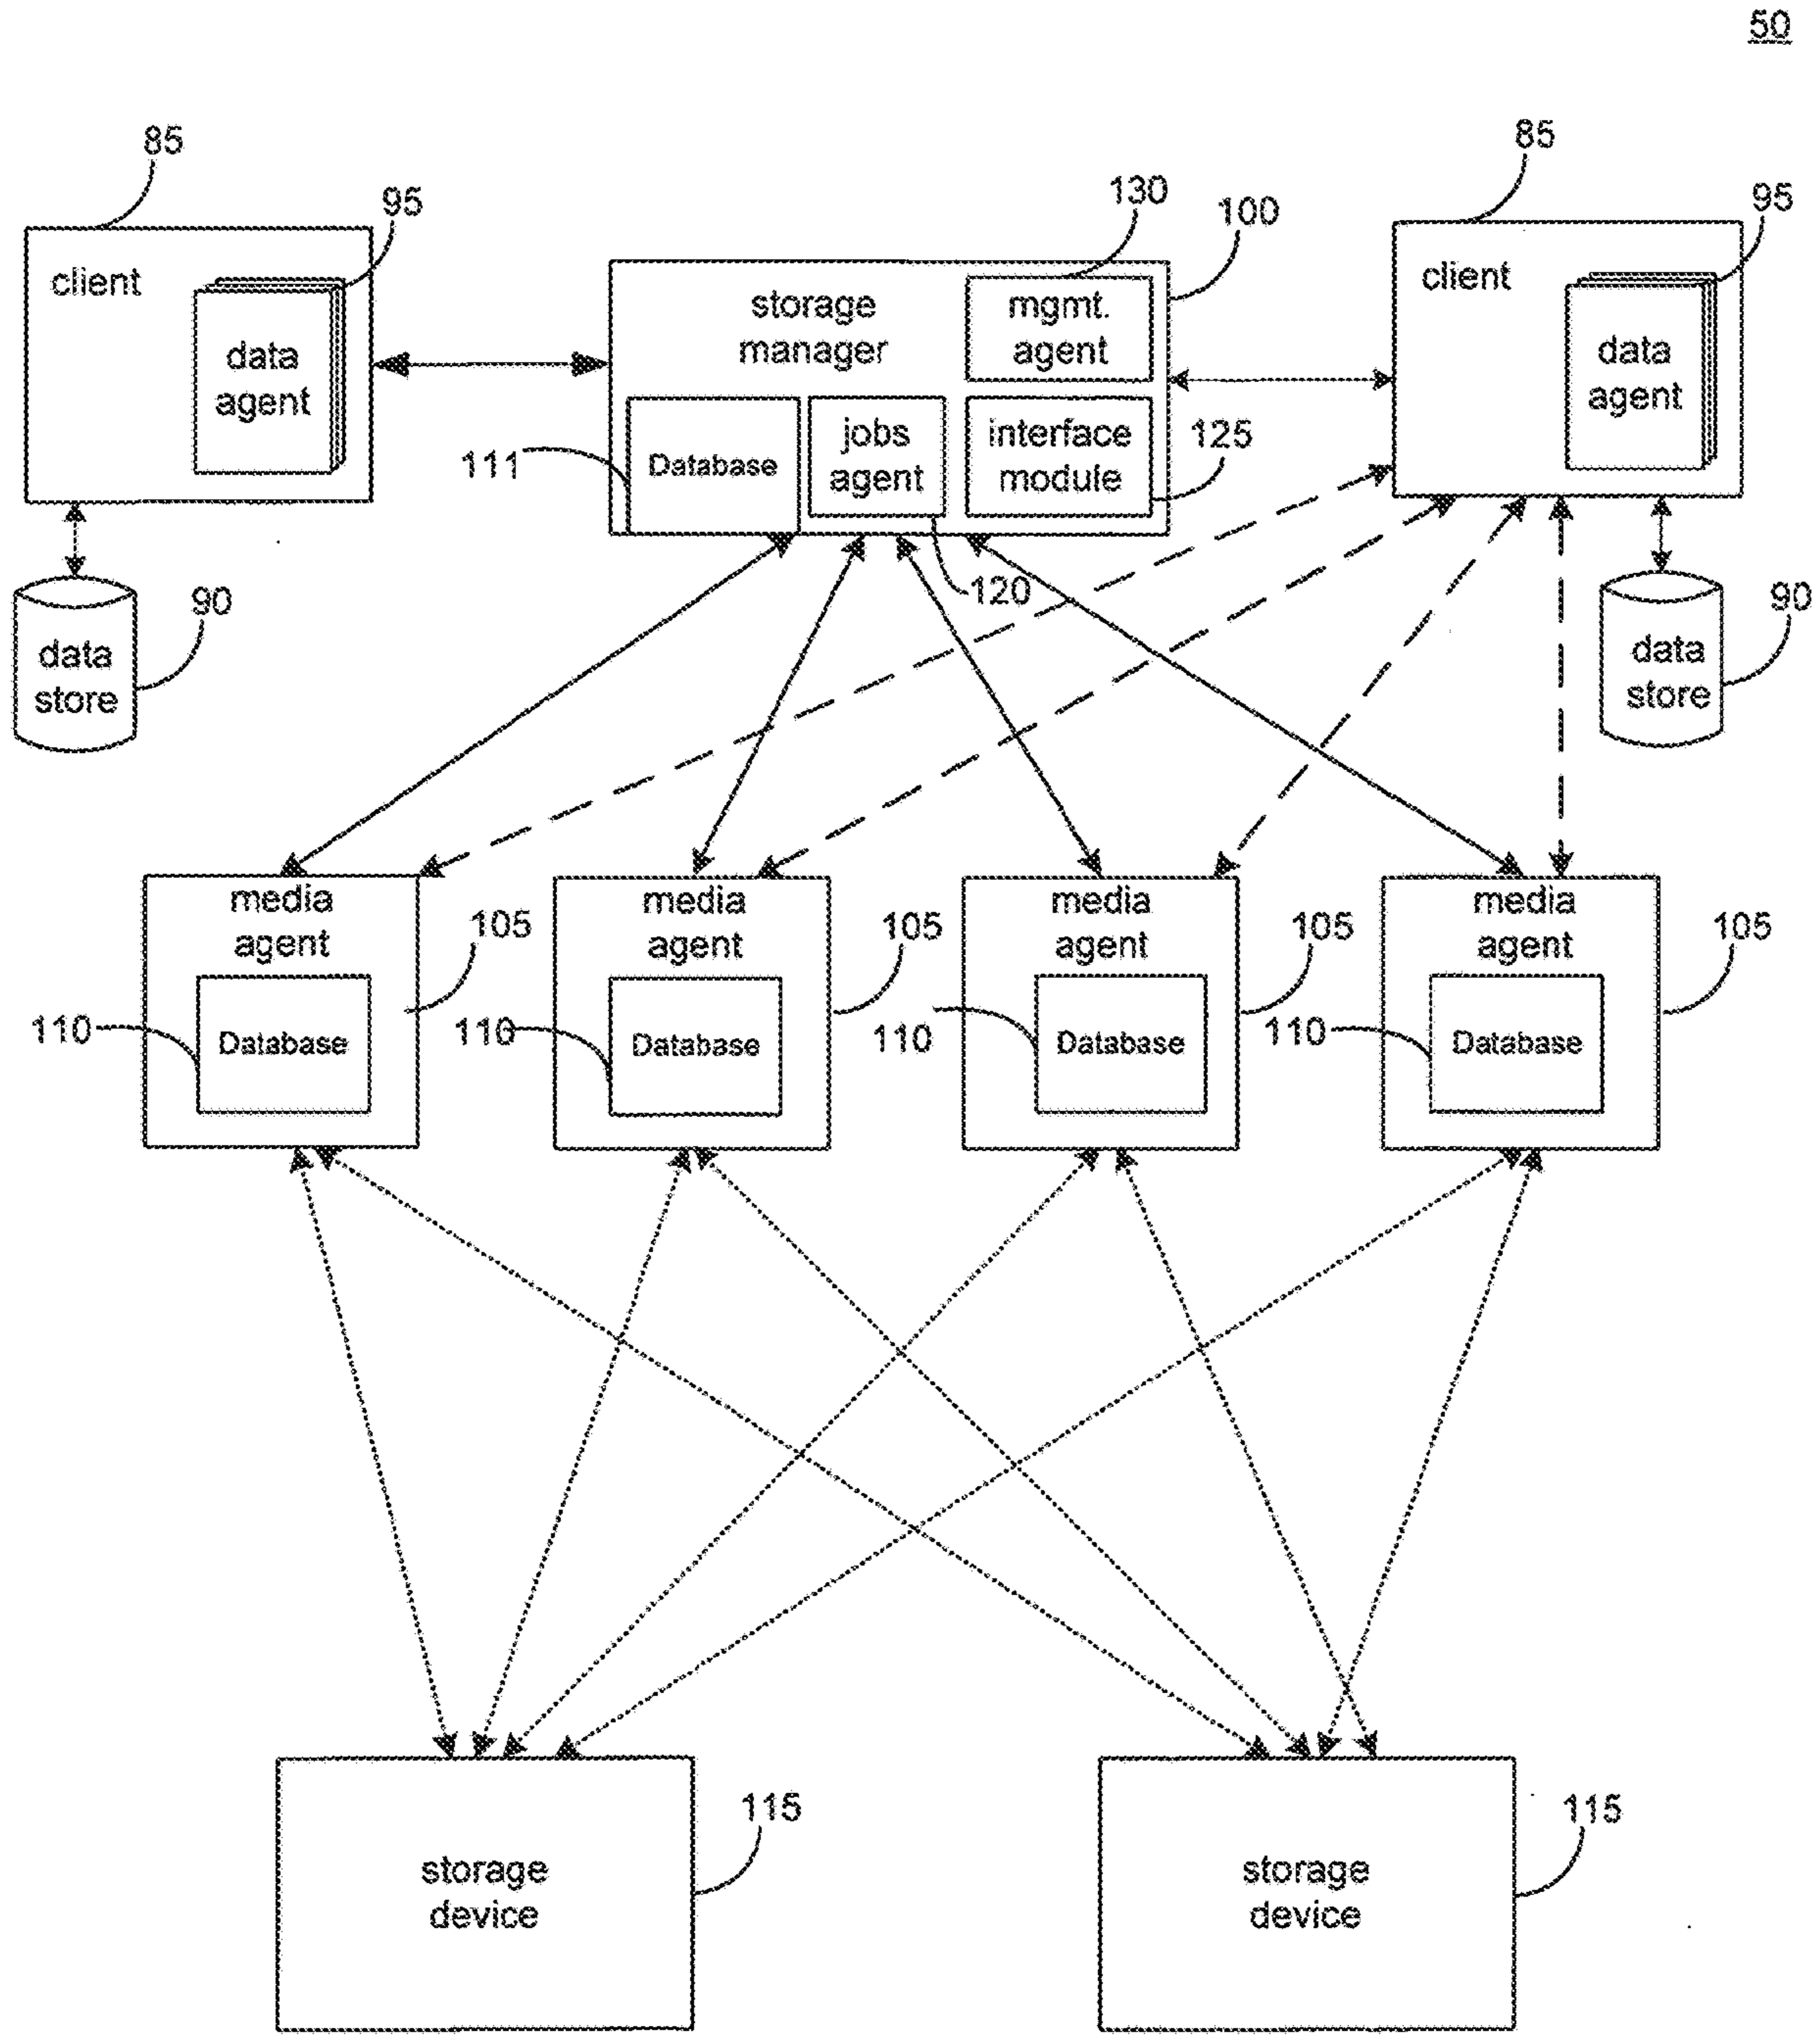 50
85
85
95
130
100
95
client
data
agent
storage
manager
mgmt.
agent
client
data
agent
111
Database
jobs
agent
interface
module
125
120
90
data
store
90
data
store
media
agent
105
110
Database
media
agent
105
110
Database
media
agent
105
110
Database
media
agent
105
110
Database
storage
device
115
storage
device
115